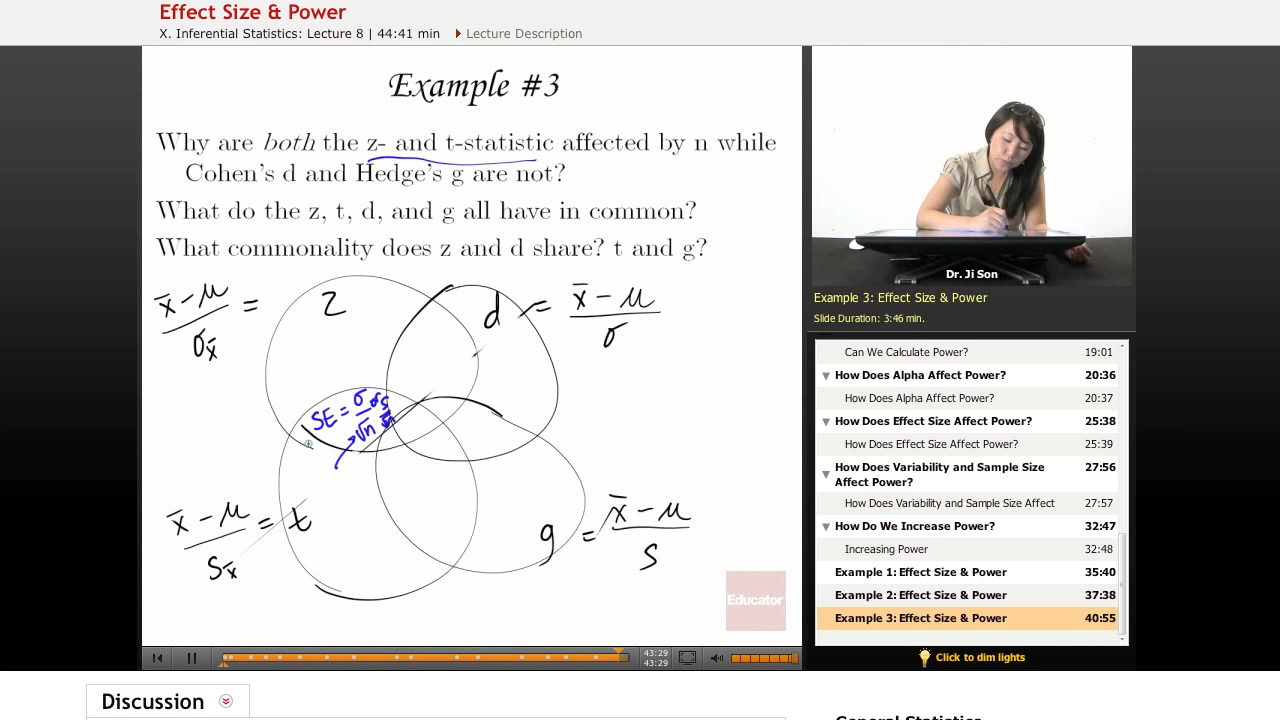 Effect Size & Power
X. Inferential Statistics: Lecture 8 | 44:41 min Lecture Description
Example #3
Why are both the z- and t-statistic affected by n while
Cohen's d and Hedge's g are not?
What do the z, t, d, and g all have in common?
What commonality does z and d share? t and g?
x̄ - μ
σx̄
=
z
d = x̄ - μ
σ
SE = σ or s
√n √n
x̄ - μ
sx̄
= t
g = x̄ - μ
s
Educator
Dr. Ji Son
Example 3: Effect Size & Power
Slide Duration: 3:46 min.
Can We Calculate Power? 19:01
How Does Alpha Affect Power? 20:36
How Does Alpha Affect Power? 20:37
How Does Effect Size Affect Power? 25:38
How Does Effect Size Affect Power? 25:39
How Does Variability and Sample Size 27:56
Affect Power?
How Does Variability and Sample Size Affect 27:57
How Do We Increase Power? 32:47
Increasing Power 32:48
Example 1: Effect Size & Power 35:40
Example 2: Effect Size & Power 37:38
Example 3: Effect Size & Power 40:55
43:29
43:29
Click to dim lights
Discussion
General Statistics